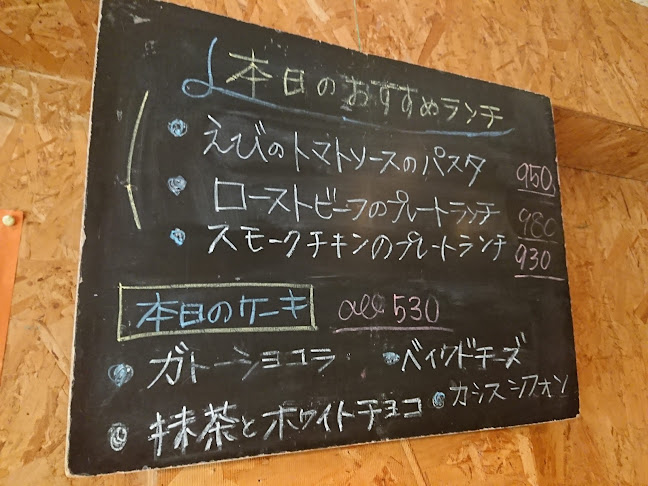 本日のおすすめランチ
えびのトマトソースのパスタ 950
ローストビーフのプレートランチ 980
スモークチキンのプレートランチ 930
本日のケーキ all 530
ガトーショコラ ベイクドチーズ
抹茶とホワイトチョコ カシスシフォン